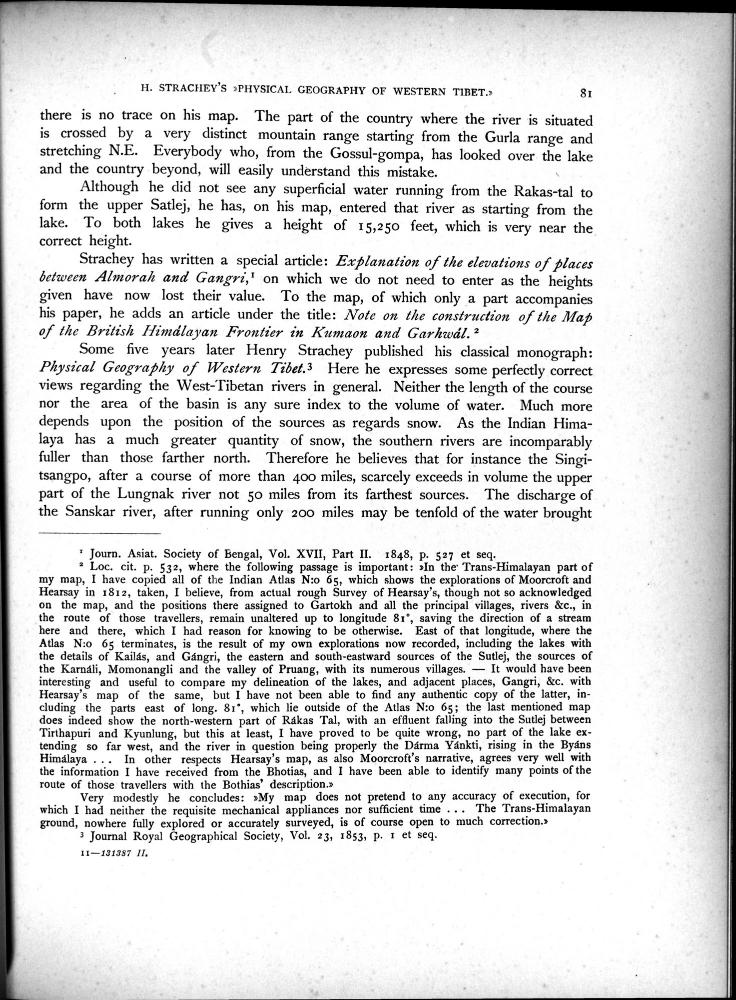 H. STRACHEY'S »PHYSICAL GEOGRAPHY OF WESTERN TIBET.» 81
there is no trace on his map. The part of the country where the river is situated
is crossed by a very distinct mountain range starting from the Gurla range and
stretching N.E. Everybody who, from the Gossul-gompa, has looked over the lake
and the country beyond, will easily understand this mistake.
Although he did not see any superficial water running from the Rakas-tal to
form the upper Satlej, he has, on his map, entered that river as starting from the
lake. To both lakes he gives a height of 15,250 feet, which is very near the
correct height.
Strachey has written a special article: Explanation of the elevations of places
between Almorah and Gangri,¹ on which we do not need to enter as the heights
given have now lost their value. To the map, of which only a part accompanies
his paper, he adds an article under the title: Note on the construction of the Map
of the British Himálayan Frontier in Kumaon and Garhwál.²
Some five years later Henry Strachey published his classical monograph:
Physical Geography of Western Tibet.³ Here he expresses some perfectly correct
views regarding the West-Tibetan rivers in general. Neither the length of the course
nor the area of the basin is any sure index to the volume of water. Much more
depends upon the position of the sources as regards snow. As the Indian Hima-
laya has a much greater quantity of snow, the southern rivers are incomparably
fuller than those farther north. Therefore he believes that for instance the Singi-
tsangpo, after a course of more than 400 miles, scarcely exceeds in volume the upper
part of the Lungnak river not 50 miles from its farthest sources. The discharge of
the Sanskar river, after running only 200 miles may be tenfold of the water brought
¹ Journ. Asiat. Society of Bengal, Vol. XVII, Part II. 1848, p. 527 et seq.
² Loc. cit. p. 532, where the following passage is important: »In the Trans-Himalayan part of
my map, I have copied all of the Indian Atlas N:o 65, which shows the explorations of Moorcroft and
Hearsay in 1812, taken, I believe, from actual rough Survey of Hearsay's, though not so acknowledged
on the map, and the positions there assigned to Gartokh and all the principal villages, rivers &c., in
the route of those travellers, remain unaltered up to longitude 81°, saving the direction of a stream
here and there, which I had reason for knowing to be otherwise. East of that longitude, where the
Atlas N:o 65 terminates, is the result of my own explorations now recorded, including the lakes with
the details of Kailás, and Gángri, the eastern and south-eastward sources of the Sutlej, the sources of
the Karnáli, Momonangli and the valley of Pruang, with its numerous villages. — It would have been
interesting and useful to compare my delineation of the lakes, and adjacent places, Gangri, &c. with
Hearsay's map of the same, but I have not been able to find any authentic copy of the latter, in-
cluding the parts east of long. 81°, which lie outside of the Atlas N:o 65; the last mentioned map
does indeed show the north-western part of Rákas Tal, with an effluent falling into the Sutlej between
Tirthapuri and Kyunlung, but this at least, I have proved to be quite wrong, no part of the lake ex-
tending so far west, and the river in question being properly the Dárma Yánkti, rising in the Byáns
Himálaya . . . In other respects Hearsay's map, as also Moorcroft's narrative, agrees very well with
the information I have received from the Bhotias, and I have been able to identify many points of the
route of those travellers with the Bothias' description.»
Very modestly he concludes: »My map does not pretend to any accuracy of execution, for
which I had neither the requisite mechanical appliances nor sufficient time . . . The Trans-Himalayan
ground, nowhere fully explored or accurately surveyed, is of course open to much correction.»
³ Journal Royal Geographical Society, Vol. 23, 1853, p. 1 et seq.
11—131387 II.